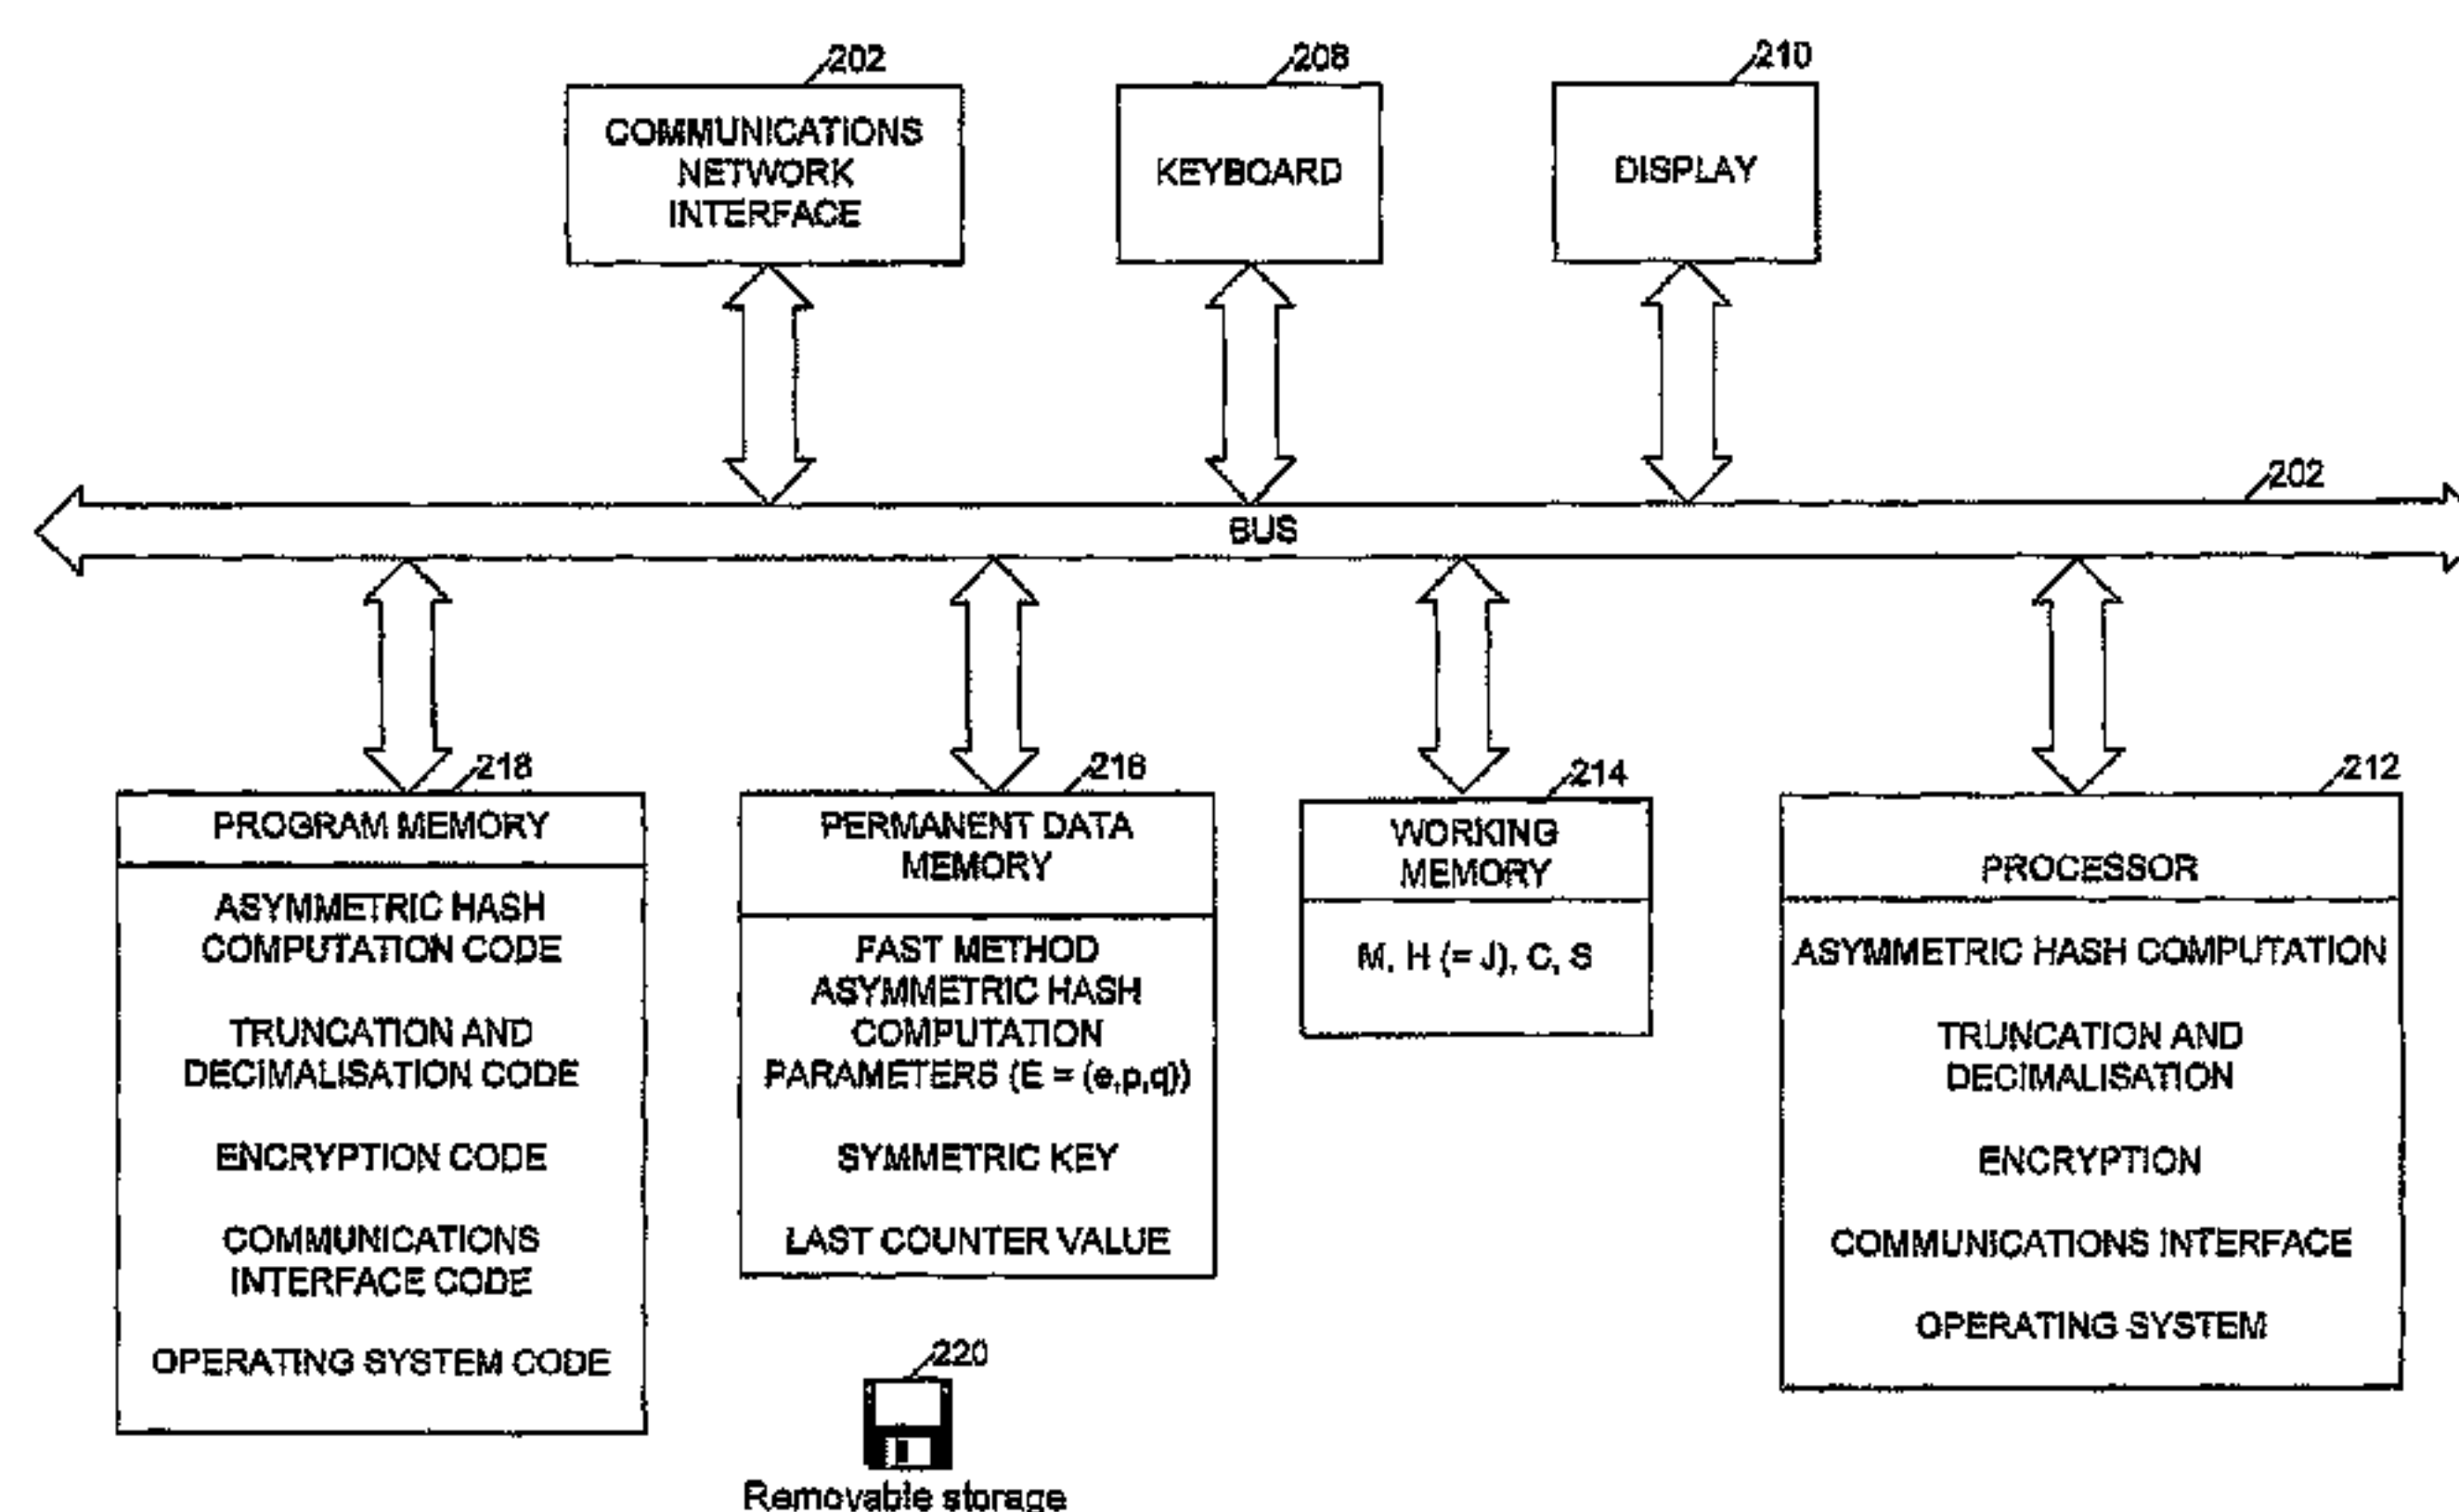 202
COMMUNICATIONS
NETWORK
INTERFACE
208
KEYBOARD
210
DISPLAY
202
BUS
218
PROGRAM MEMORY
ASYMMETRIC HASH
COMPUTATION CODE
TRUNCATION AND
DECIMALISATION CODE
ENCRYPTION CODE
COMMUNICATIONS
INTERFACE CODE
OPERATING SYSTEM CODE
216
PERMANENT DATA
MEMORY
FAST METHOD
ASYMMETRIC HASH
COMPUTATION
PARAMETERS (E = (e,p,q))
SYMMETRIC KEY
LAST COUNTER VALUE
214
WORKING
MEMORY
M, H (= J), C, S
212
PROCESSOR
ASYMMETRIC HASH COMPUTATION
TRUNCATION AND
DECIMALISATION
ENCRYPTION
COMMUNICATIONS INTERFACE
OPERATING SYSTEM
220
Removable storage